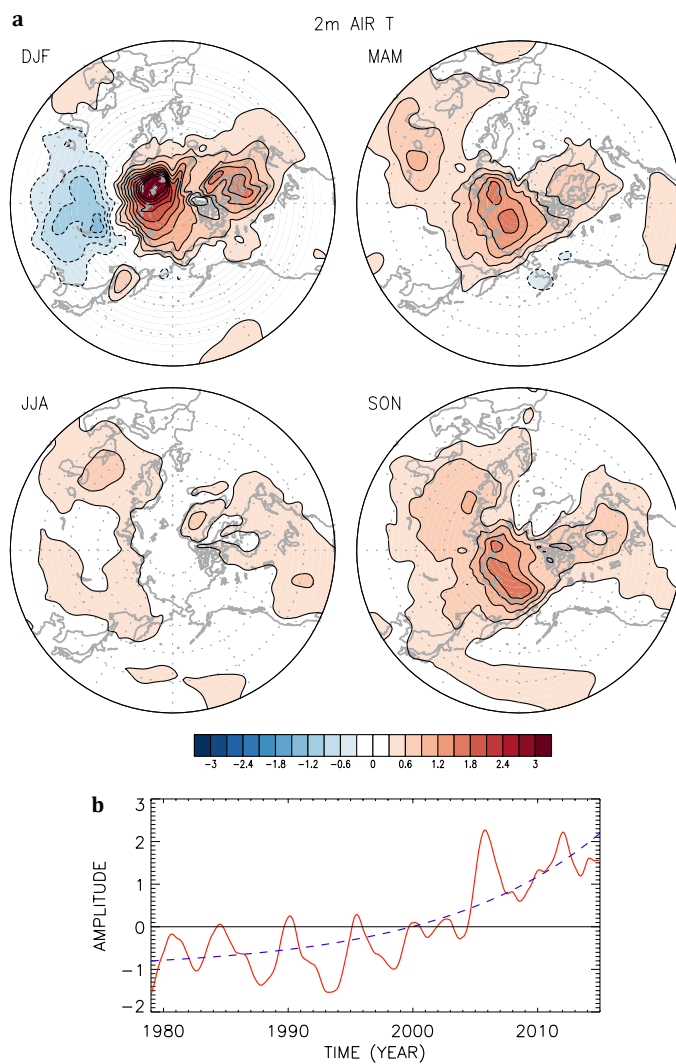 a
2m AIR T
DJF
MAM
JJA
SON
-3 -2.4 -1.8 -1.2 -0.6 0 0.6 1.2 1.8 2.4 3
b
3
2
1
0
-1
-2
AMPLITUDE
1980 1990 2000 2010
TIME (YEAR)